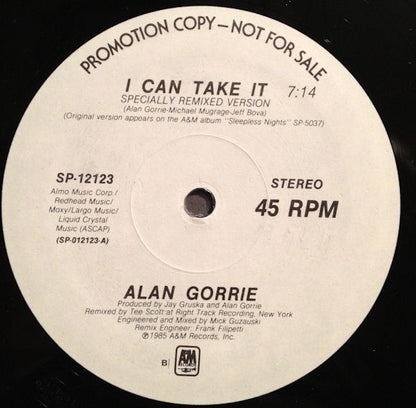 PROMOTION COPY—NOT FOR SALE
I CAN TAKE IT 7:14
SPECIALLY REMIXED VERSION
(Alan Gorrie-Michael Mugrage-Jeff Bova)
(Original version appears on the A&M album "Sleepless Nights" SP-5037)
SP-12123
Almo Music Corp./
Redhead Music/
Moxy/Largo Music/
Liquid Crystal
Music (ASCAP)
(SP-012123-A)
STEREO
45 RPM
ALAN GORRIE
Produced by Jay Gruska and Alan Gorrie
Remixed by Tee Scott at Right Track Recording, New York
Engineered and Mixed by Mick Guzauski
Remix Engineer: Frank Filipetti
℗1985 A&M Records, Inc.
B
A&M